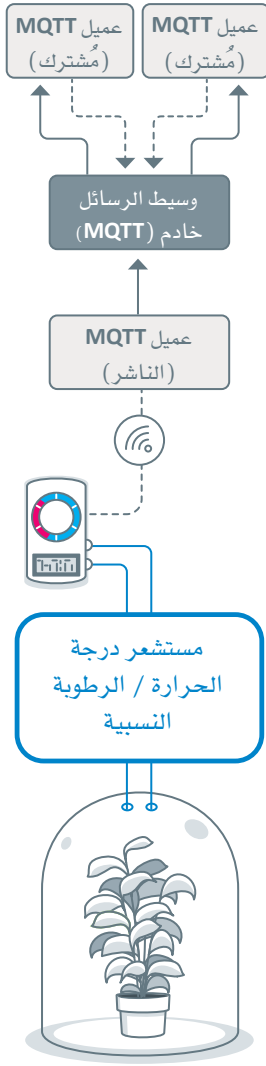 عميل MQTT
(مُشترك)
عميل MQTT
(مُشترك)
وسيط الرسائل
خادم (MQTT)
عميل MQTT
(الناشر)
مستشعر درجة
الحرارة / الرطوبة
النسبية